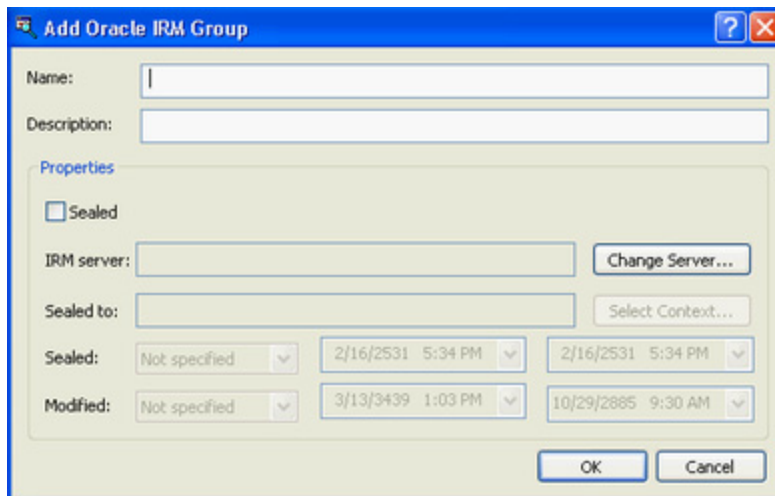 Add Oracle IRM Group
Name:
Description:
Properties
Sealed
IRM server: Change Server...
Sealed to: Select Context...
Sealed: Not specified 2/16/2531 5:34 PM 2/16/2531 5:34 PM
Modified: Not specified 3/13/3439 1:03 PM 10/29/2885 9:30 AM
OK Cancel